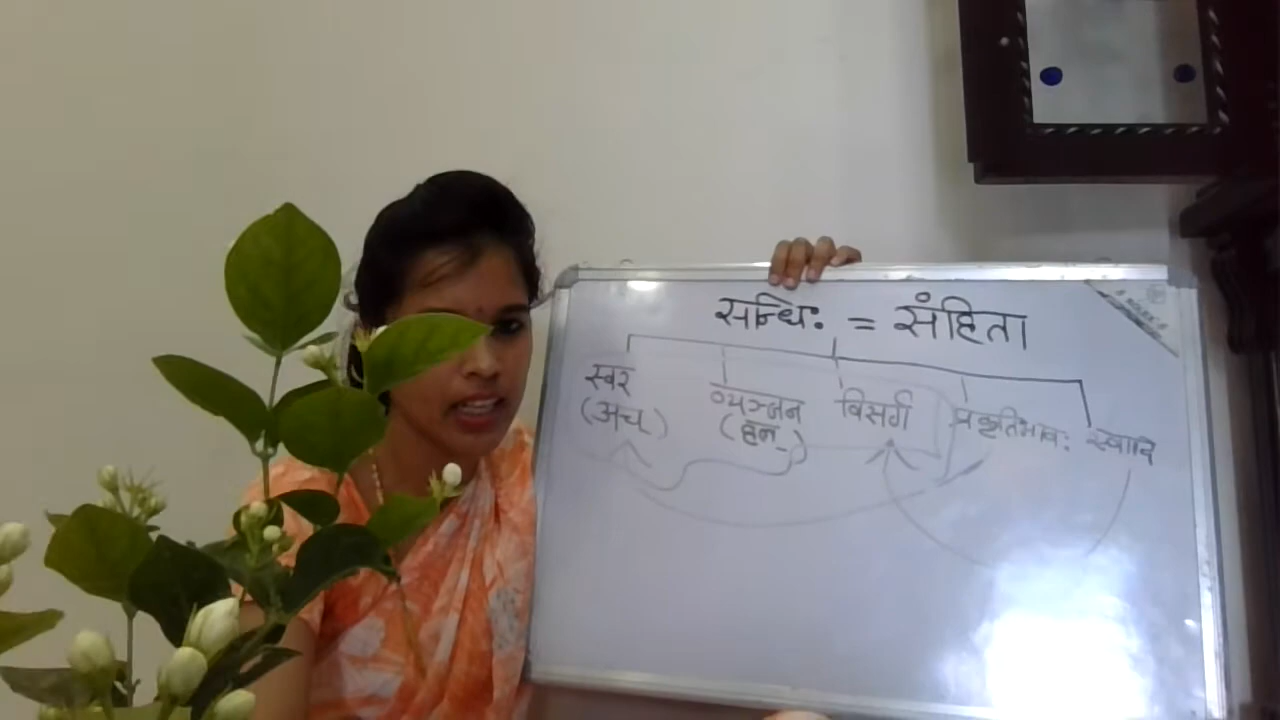 सन्धिः = संहिता
स्वर व्यञ्जन विसर्ग प्रकृतिभावः स्वादि
(अच्) (हल्)